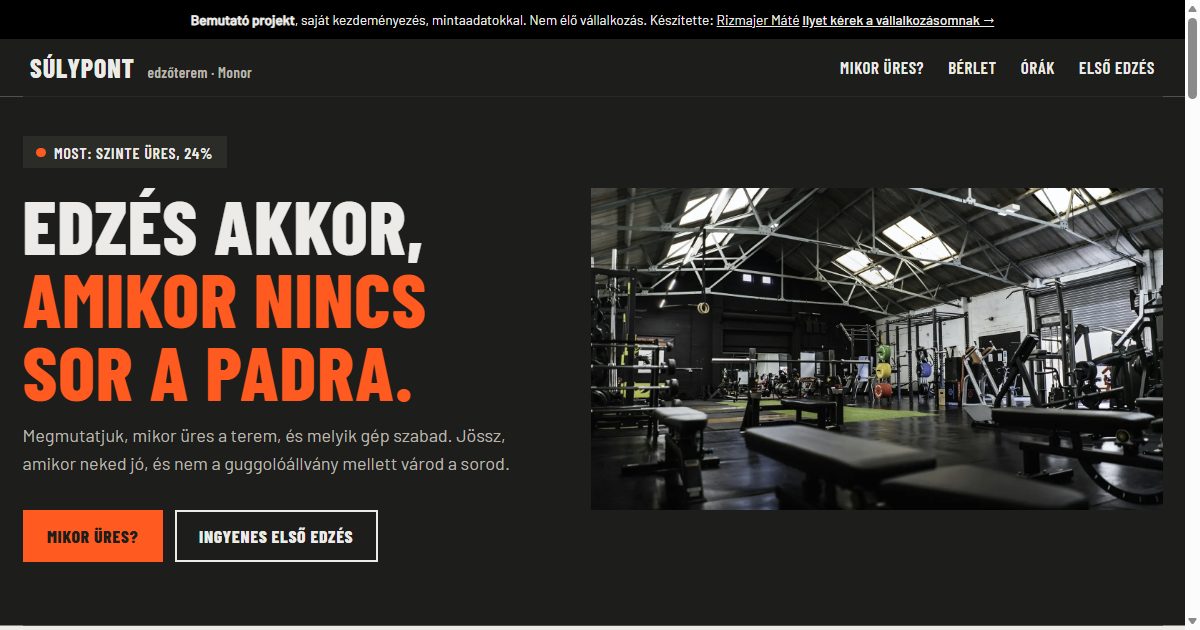 Bemutató projekt, saját kezdeményezés, mintaadatokkal. Nem élő vállalkozás. Készítette: Rizmajer Máté Ilyet kérek a vállalkozásomnak →
SÚLYPONT edzőterem · Monor
MIKOR ÜRES? BÉRLET ÓRÁK ELSŐ EDZÉS
MOST: SZINTE ÜRES, 24%
EDZÉS AKKOR,
AMIKOR NINCS
SOR A PADRA.
Megmutatjuk, mikor üres a terem, és melyik gép szabad. Jössz,
amikor neked jó, és nem a guggolóállvány mellett várod a sorod.
MIKOR ÜRES? INGYENES ELSŐ EDZÉS